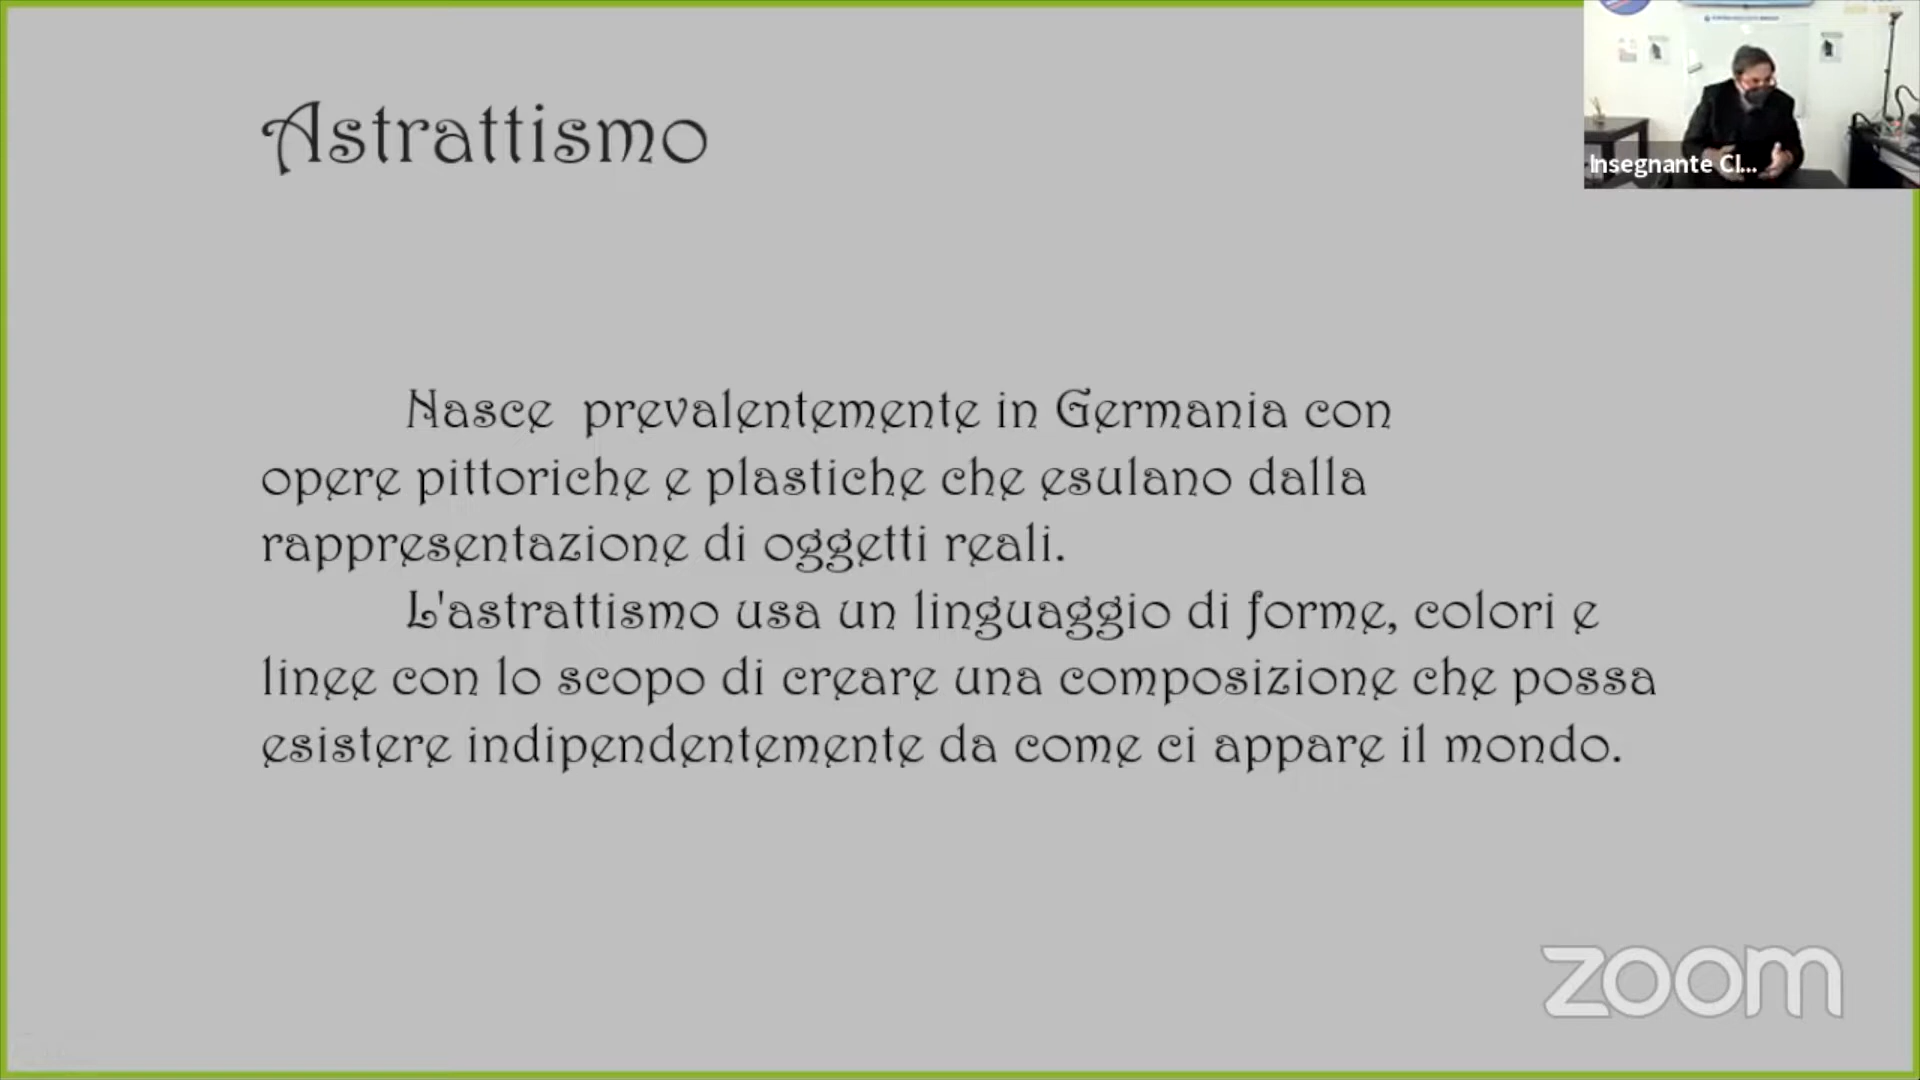 Astrattismo
Insegnante Cl...
Nasce prevalentemente in Germania con
opere pittoriche e plastiche che esulano dalla
rappresentazione di oggetti reali.
L'astrattismo usa un linguaggio di forme, colori e
linee con lo scopo di creare una composizione che possa
esistere indipendentemente da come ci appare il mondo.
zoom